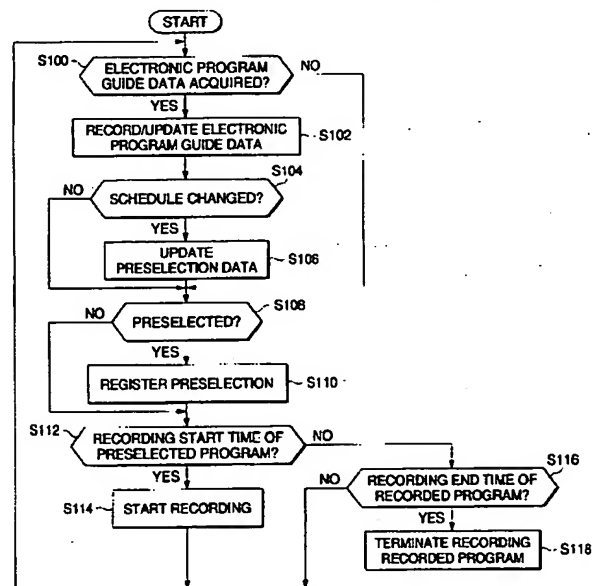 START
S100
ELECTRONIC PROGRAM
GUIDE DATA ACQUIRED?
NO
YES
RECORD/UPDATE ELECTRONIC
PROGRAM GUIDE DATA
S102
S104
NO
SCHEDULE CHANGED?
YES
UPDATE
PRESELECTION DATA
S106
S108
NO
PRESELECTED?
YES
REGISTER PRESELECTION
S110
S112
RECORDING START TIME OF
PRESELECTED PROGRAM?
NO
YES
S114
START RECORDING
S116
NO
RECORDING END TIME OF
RECORDED PROGRAM?
YES
TERMINATE RECORDING
RECORDED PROGRAM
S118